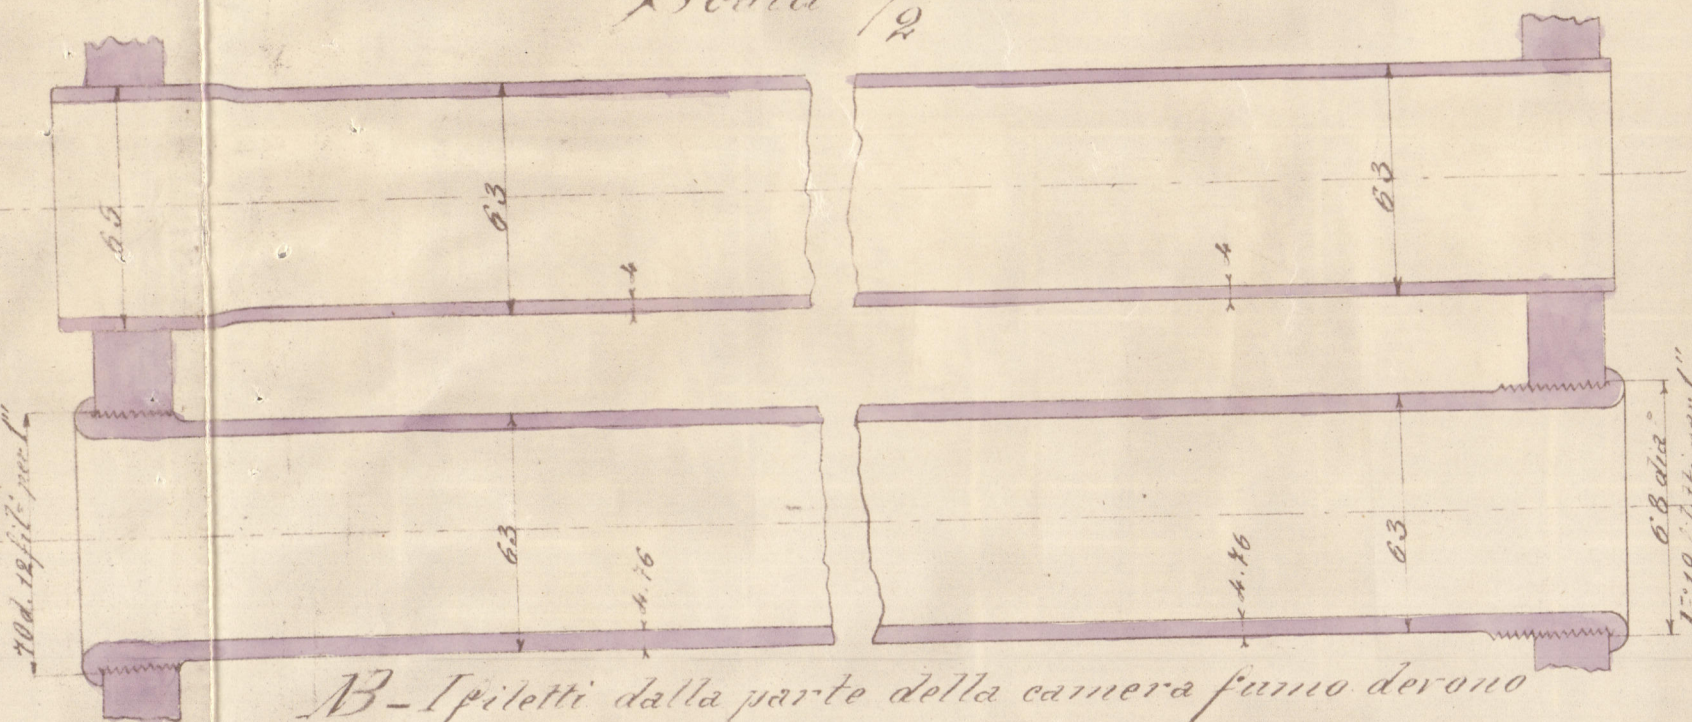 Scala 1/2
65
63
63
4
4
70 d. 12 fil.i per 1"
63
63
4.76
4.76
68 dia
NB - I filetti dalla parte della camera fumo devono